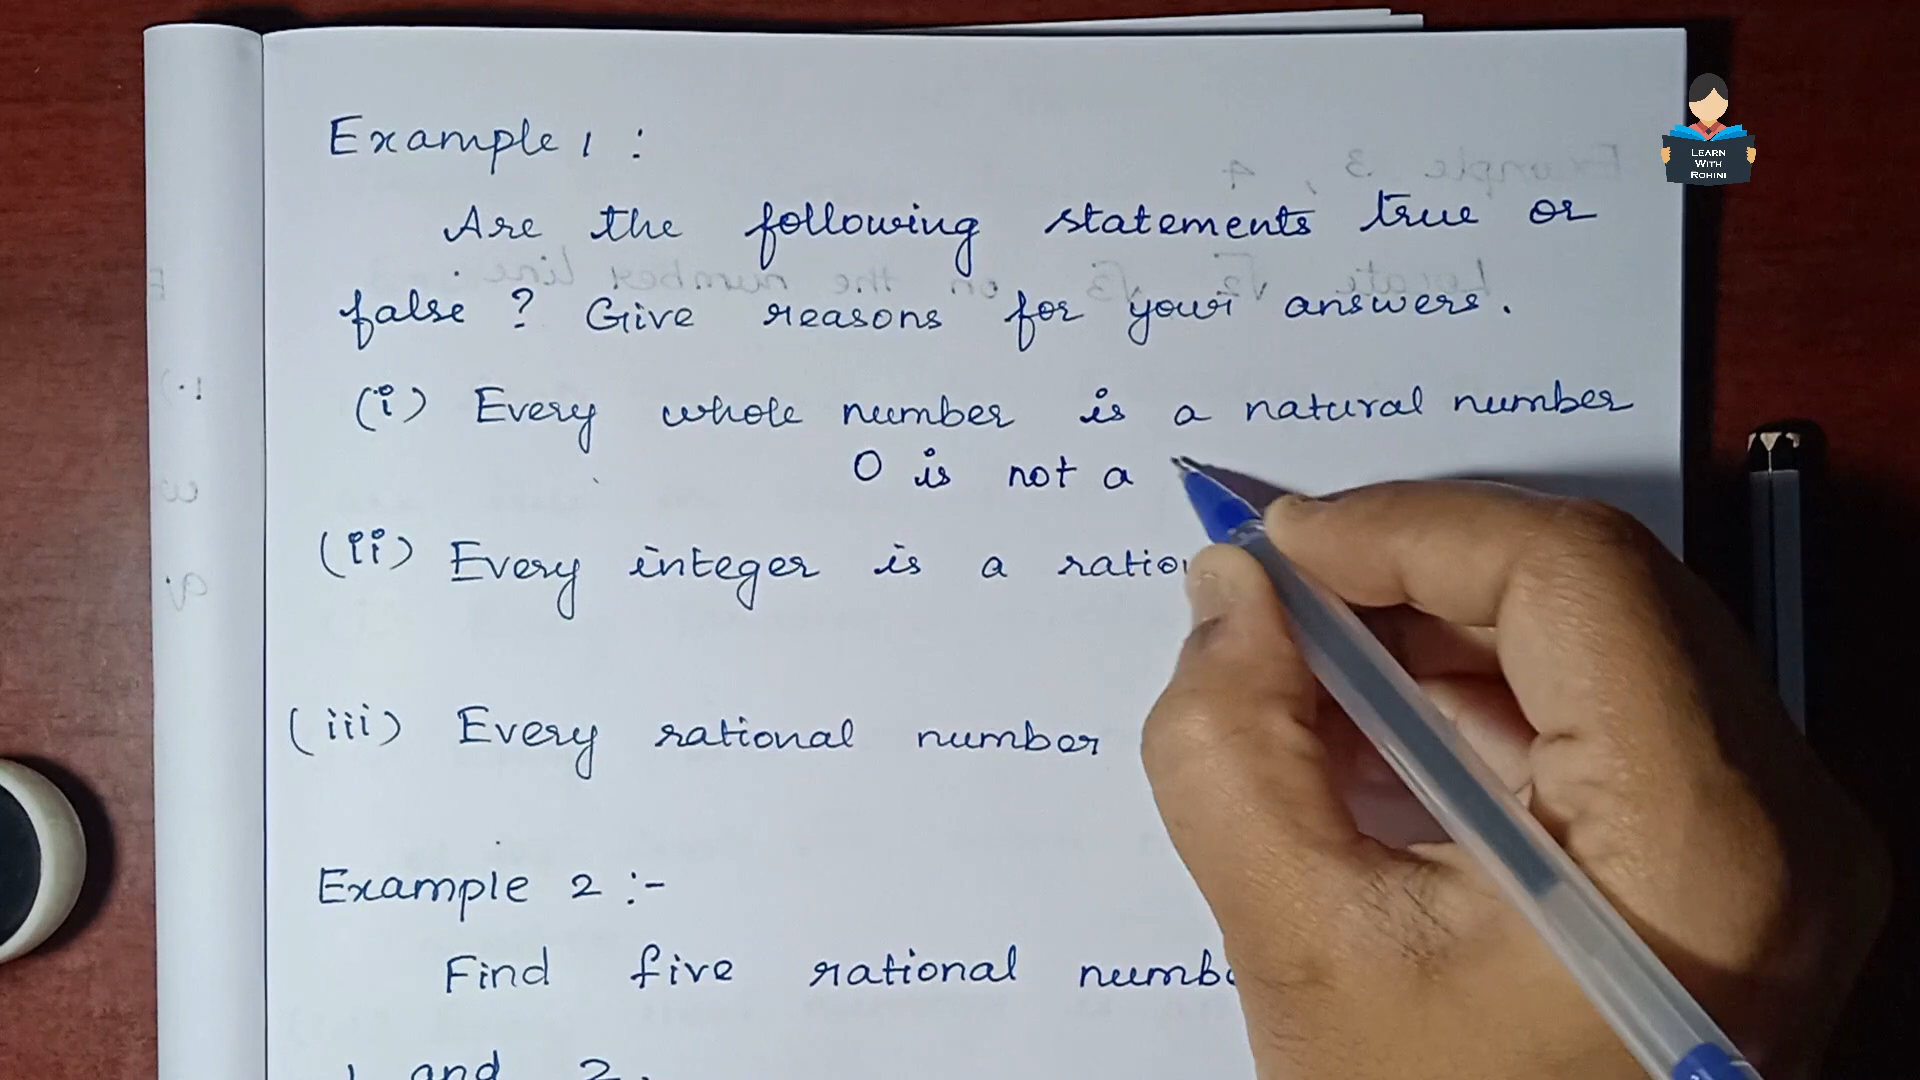 Example 1 :
Are the following statements true or
false ? Give reasons for your answers.
(i) Every whole number is a natural number
0 is not a
(ii) Every integer is a
(iii) Every rational number
Example 2 :-
Find five rational
1 and 2.
LEARN
WITH
ROHINI